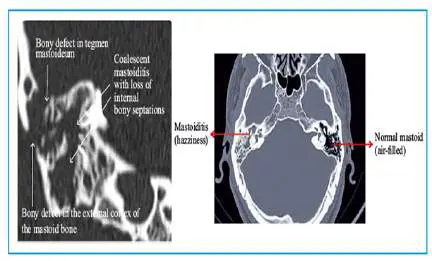 Bony defect in tegmen
mastoideum
Coalescent
mastoiditis
with loss of
internal
bony septations
Bony defect in the external cortex of
the mastoid bone
Mastoiditis
(hazziness)
Normal mastoid
(air-filled)